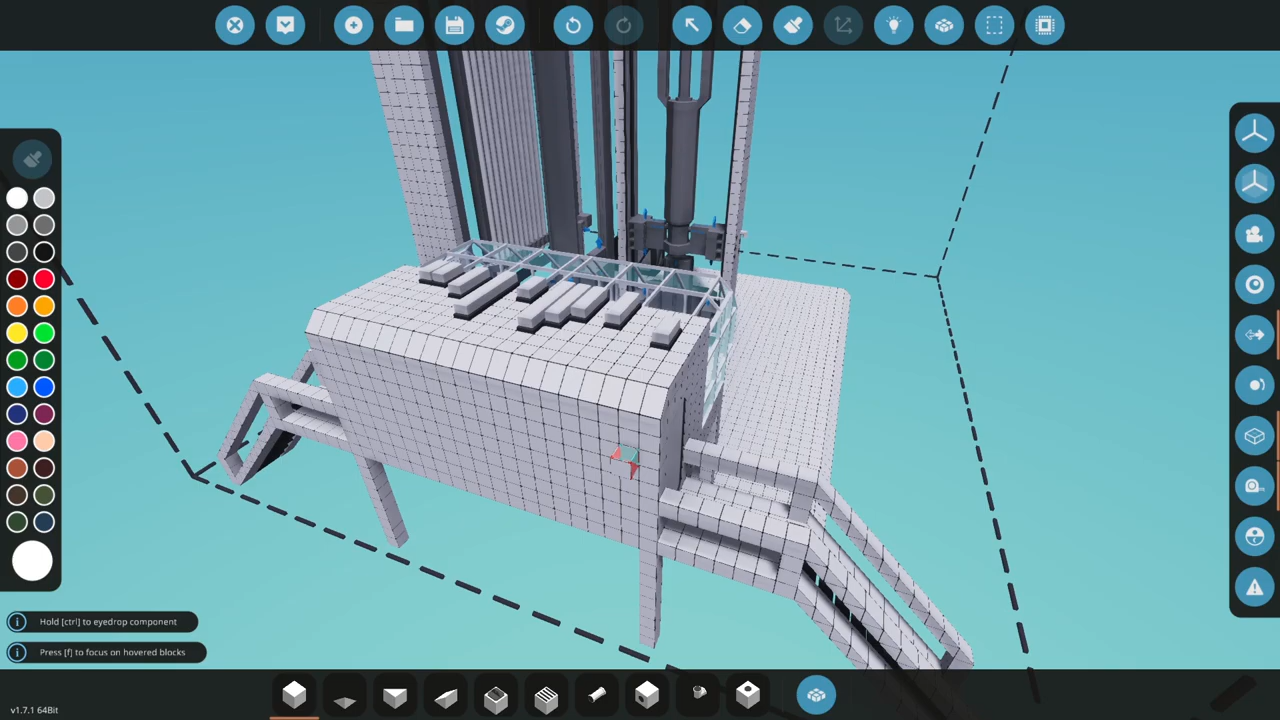 Hold [ctrl] to eyedrop component
Press [f] to focus on hovered blocks
v1.7.1 64Bit